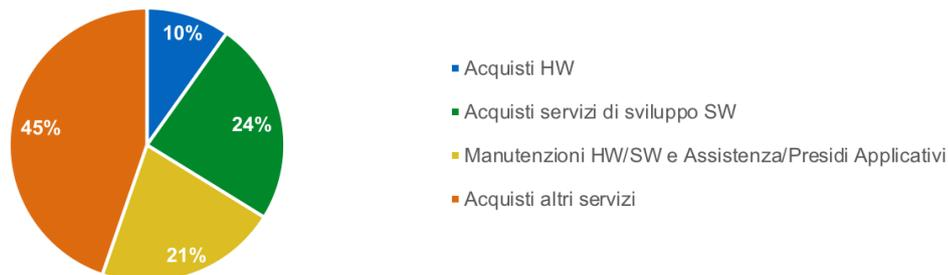 10%
24%
45%
21%
Acquisti HW
Acquisti servizi di sviluppo SW
Manutenzioni HW/SW e Assistenza/Presidi Applicativi
Acquisti altri servizi